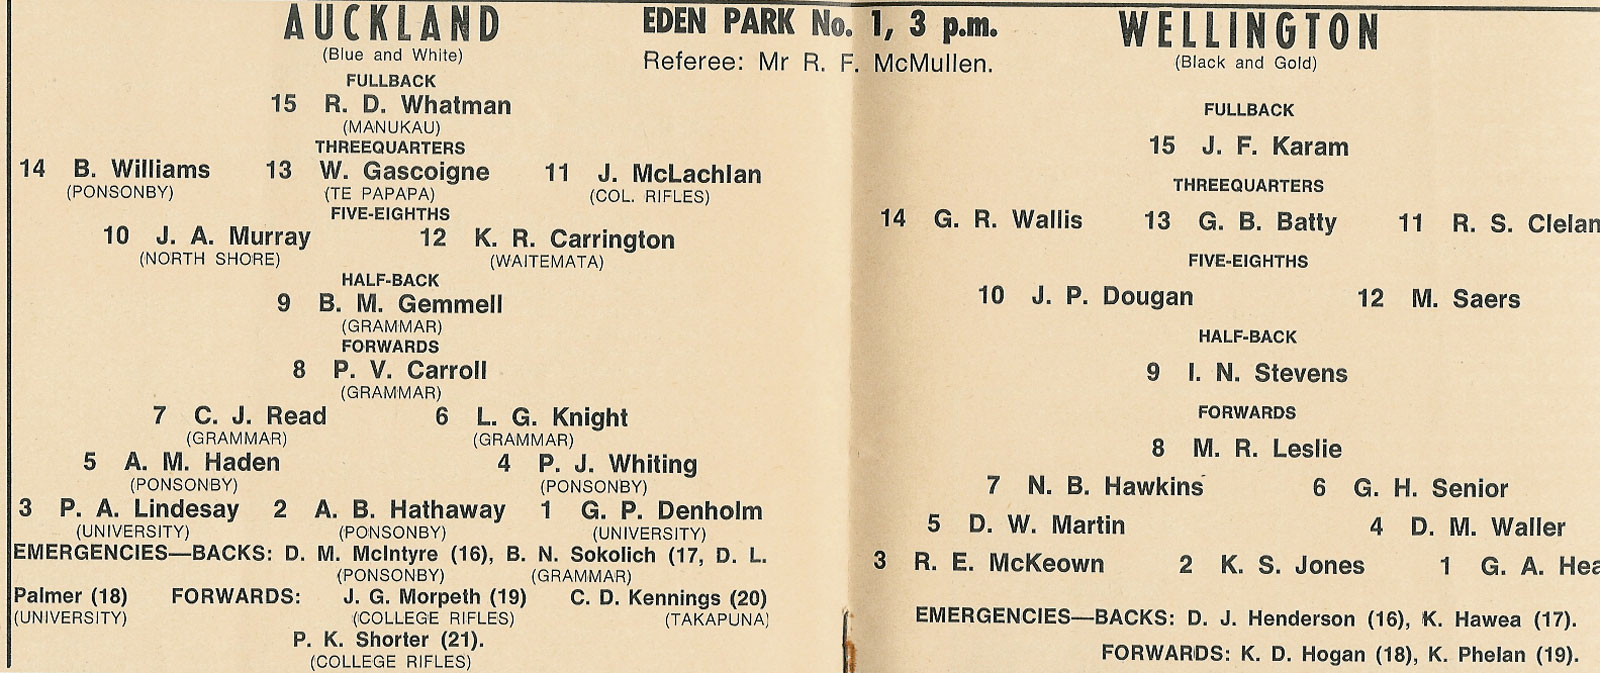 AUCKLAND
(Blue and White)
FULLBACK
15 R. D. Whatman
(MANUKAU)
THREEQUARTERS
14 B. Williams 13 W. Gascoigne 11 J. McLachlan
(PONSONBY) (TE PAPAPA) (COL. RIFLES)
FIVE-EIGHTHS
10 J. A. Murray 12 K. R. Carrington
(NORTH SHORE) (WAITEMATA)
HALF-BACK
9 B. M. Gemmell
(GRAMMAR)
FORWARDS
8 P. V. Carroll
(GRAMMAR)
7 C. J. Read 6 L. G. Knight
(GRAMMAR) (GRAMMAR)
5 A. M. Haden 4 P. J. Whiting
(PONSONBY) (PONSONBY)
3 P. A. Lindesay 2 A. B. Hathaway 1 G. P. Denholm
(UNIVERSITY) (PONSONBY) (UNIVERSITY)
EMERGENCIES—BACKS: D. M. McIntyre (16), B. N. Sokolich (17, D. L.
(PONSONBY) (GRAMMAR)
Palmer (18) FORWARDS: J. G. Morpeth (19) C. D. Kennings (20)
(UNIVERSITY) (COLLEGE RIFLES) (TAKAPUNA)
P. K. Shorter (21).
(COLLEGE RIFLES)
EDEN PARK No. 1, 3 p.m.
Referee: Mr R. F. McMullen.
WELLINGTON
(Black and Gold)
FULLBACK
15 J. F. Karam
THREEQUARTERS
14 G. R. Wallis 13 G. B. Batty 11 R. S. Clelan
FIVE-EIGHTHS
10 J. P. Dougan 12 M. Saers
HALF-BACK
9 I. N. Stevens
FORWARDS
8 M. R. Leslie
7 N. B. Hawkins 6 G. H. Senior
5 D. W. Martin 4 D. M. Waller
3 R. E. McKeown 2 K. S. Jones 1 G. A. Hea
EMERGENCIES—BACKS: D. J. Henderson (16), K. Hawea (17).
FORWARDS: K. D. Hogan (18), K. Phelan (19).